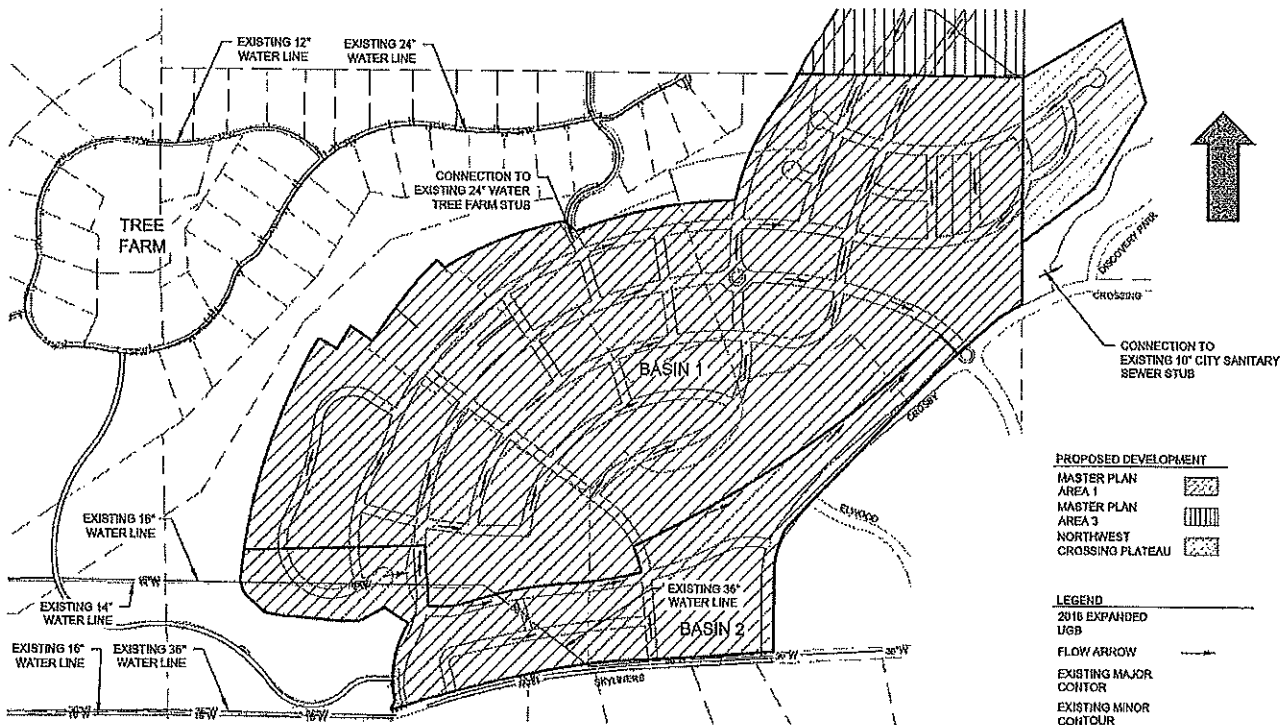 EXISTING 12"
WATER LINE
EXISTING 24"
WATER LINE
CONNECTION TO
EXISTING 24" WATER
TREE FARM STUB
TREE
FARM
BASIN 1
DISCOVERY PARK
CROSSING
CONNECTION TO
EXISTING 10" CITY SANITARY
SEWER STUB
CROSBY
ELWOOD
EXISTING 16"
WATER LINE
EXISTING 14"
WATER LINE
EXISTING 16"
WATER LINE
EXISTING 36"
WATER LINE
EXISTING 36"
WATER LINE
BASIN 2
SKYLINERS
36"W
36"W
PROPOSED DEVELOPMENT
MASTER PLAN
AREA 1
MASTER PLAN
AREA 3
NORTHWEST
CROSSING PLATEAU
LEGEND
2016 EXPANDED
UGB
FLOW ARROW
EXISTING MAJOR
CONTOR
EXISTING MINOR
CONTOUR